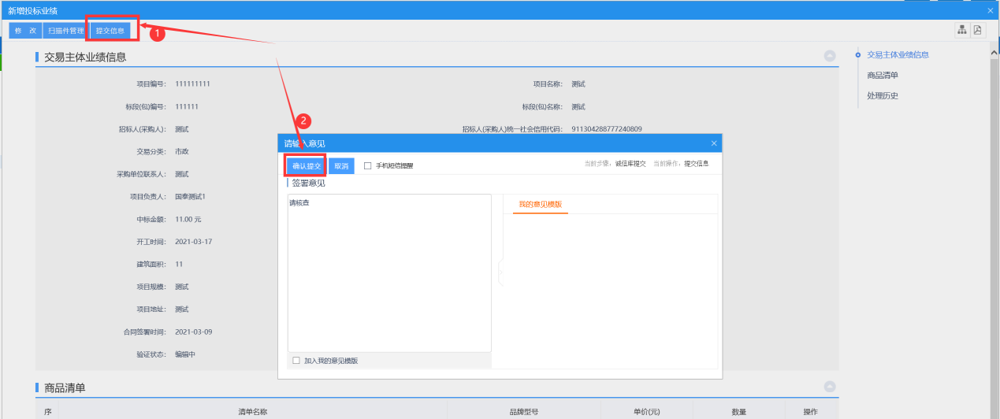 新增投标业绩
修 改 扫描件管理 提交信息
1
交易主体业绩信息
交易主体业绩信息
商品清单
处理历史
项目编号： 111111111 项目名称： 测试
标段(包)编号： 111111 标段(包)名称： 测试
招标人(采购人)： 测试 招标人(采购人)统一社会信用代码： 911304288777240809
交易分类： 市政
采购单位联系人： 测试
项目负责人： 国泰测试1
中标金额： 11.00 元
开工时间： 2021-03-17
建筑面积： 11
项目规模： 测试
项目地址： 测试
合同签署时间： 2021-03-09
验证状态： 编辑中
2
请输入意见
确认提交 取消 手机短信提醒 当前步骤，诚信库提交 当前操作，提交信息
签署意见
请核查
我的意见模版
加入我的意见模版
商品清单
序 清单名称 品牌型号 单价(元) 数量 操作